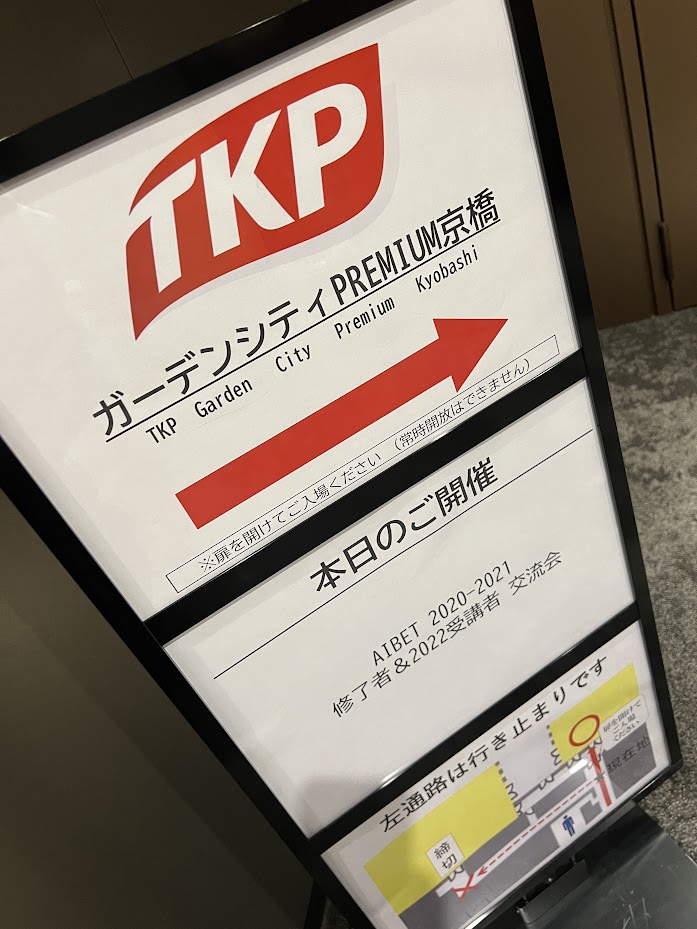 TKP
ガーデンシティPREMIUM京橋
TKP Garden City Premium Kyobashi
※扉を開けてご入場ください（常時開放はできません）
本日のご開催
AIBET 2020-2021
修了者＆2022受講者 交流会
左通路は行き止まりです
扉を開けて
ご入場
ください
現在地
締
切